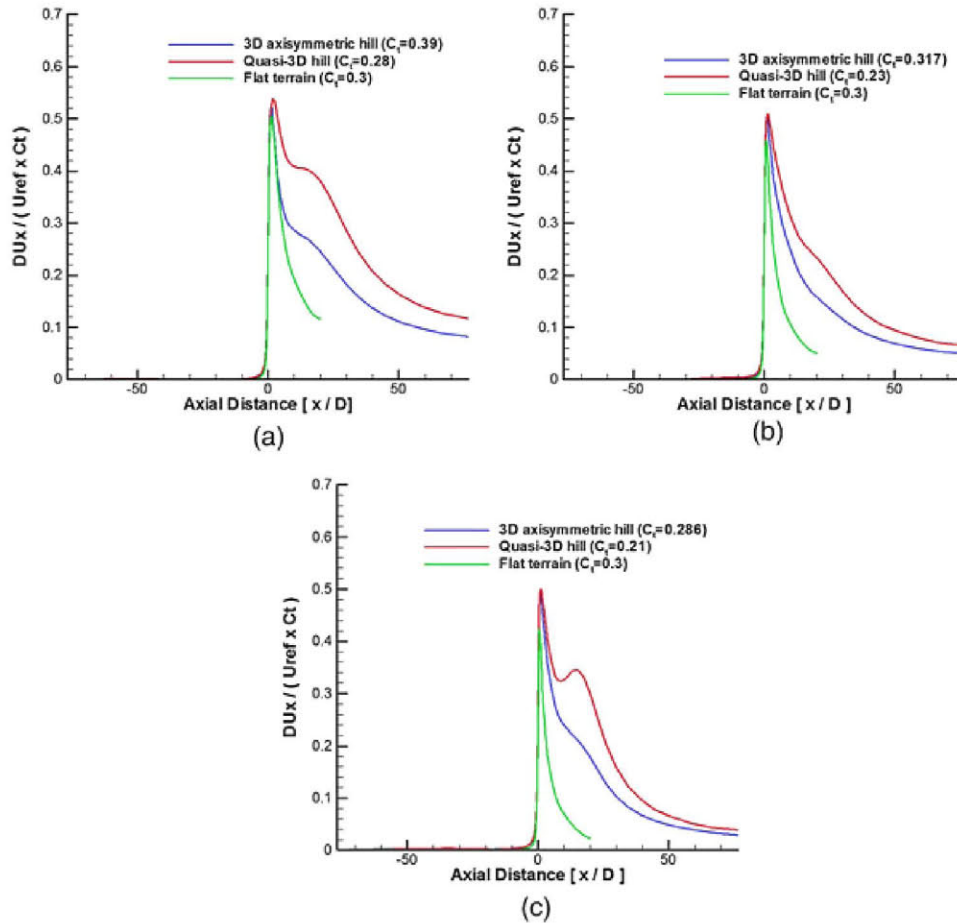 3D axisymmetric hill (Ct=0.39)
Quasi-3D hill (Ct=0.28)
Flat terrain (Ct=0.3)
0.7
0.6
0.5
0.4
0.3
0.2
0.1
0
DUx / ( Uref x Ct )
-50
0
50
Axial Distance [ x / D ]
(a)
3D axisymmetric hill (Ct=0.317)
Quasi-3D hill (Ct=0.23)
Flat terrain (Ct=0.3)
0.7
0.6
0.5
0.4
0.3
0.2
0.1
0
DUx / ( Uref x Ct )
-50
0
50
Axial Distance [ x / D ]
(b)
3D axisymmetric hill (Ct=0.286)
Quasi-3D hill (Ct=0.21)
Flat terrain (Ct=0.3)
0.7
0.6
0.5
0.4
0.3
0.2
0.1
0
DUx / ( Uref x Ct )
-50
0
50
Axial Distance [ x / D ]
(c)